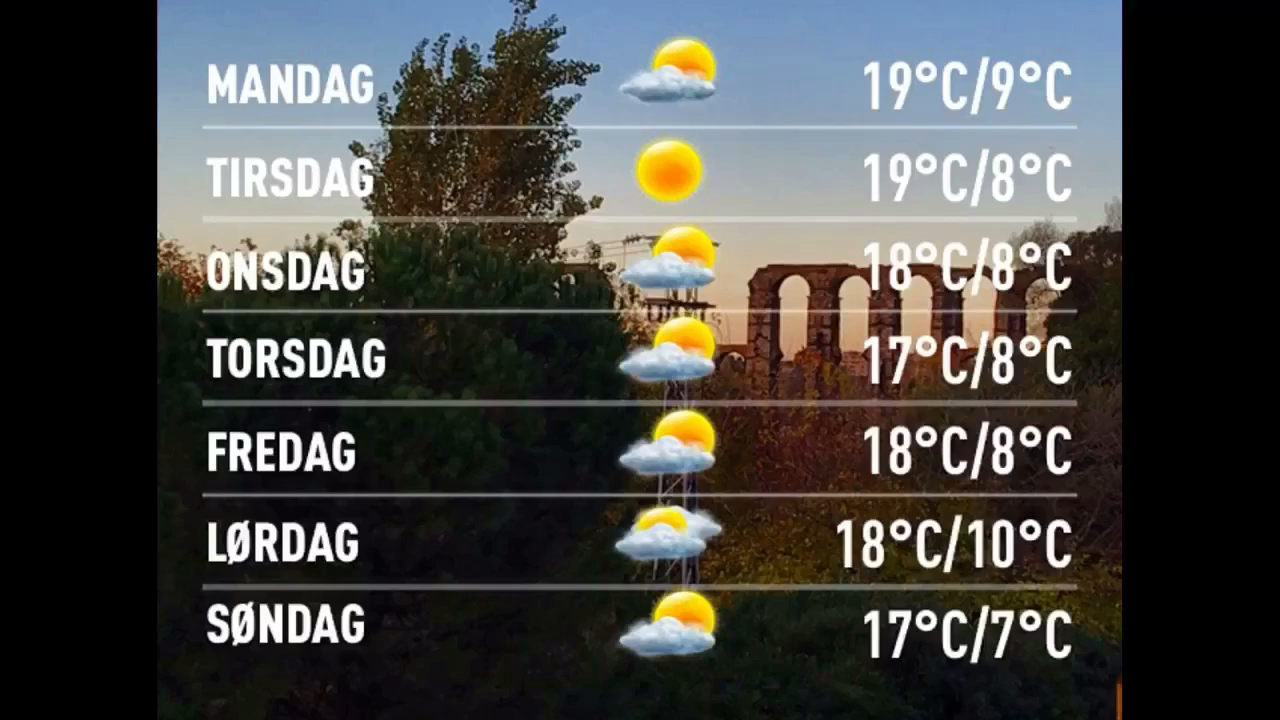 MANDAG 19°C/9°C
TIRSDAG 19°C/8°C
ONSDAG 18°C/8°C
TORSDAG 17°C/8°C
FREDAG 18°C/8°C
LØRDAG 18°C/10°C
SØNDAG 17°C/7°C